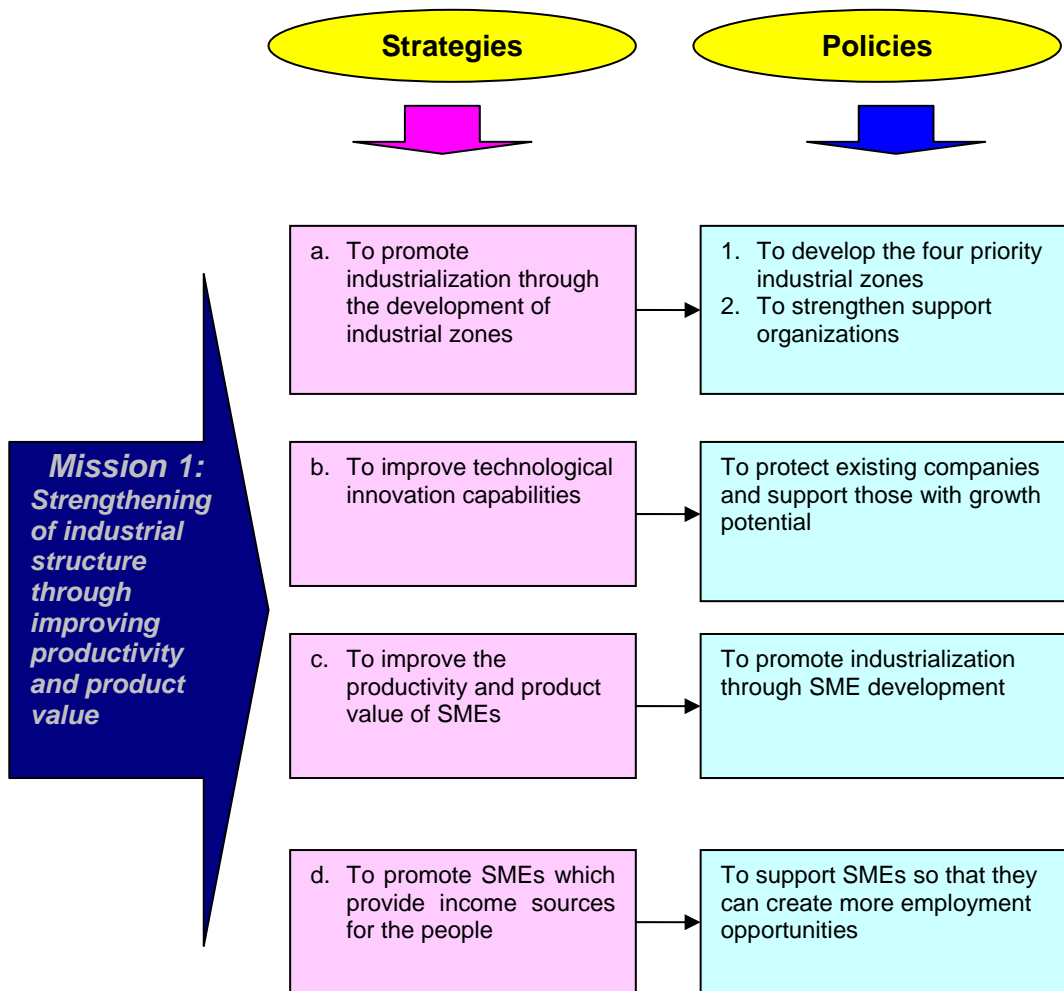 Strategies
Policies
Mission 1:
Strengthening
of industrial
structure
through
improving
productivity
and product
value
a. To promote
industrialization through
the development of
industrial zones
1. To develop the four priority
industrial zones
2. To strengthen support
organizations
b. To improve technological
innovation capabilities
To protect existing companies
and support those with growth
potential
c. To improve the
productivity and product
value of SMEs
To promote industrialization
through SME development
d. To promote SMEs which
provide income sources
for the people
To support SMEs so that they
can create more employment
opportunities